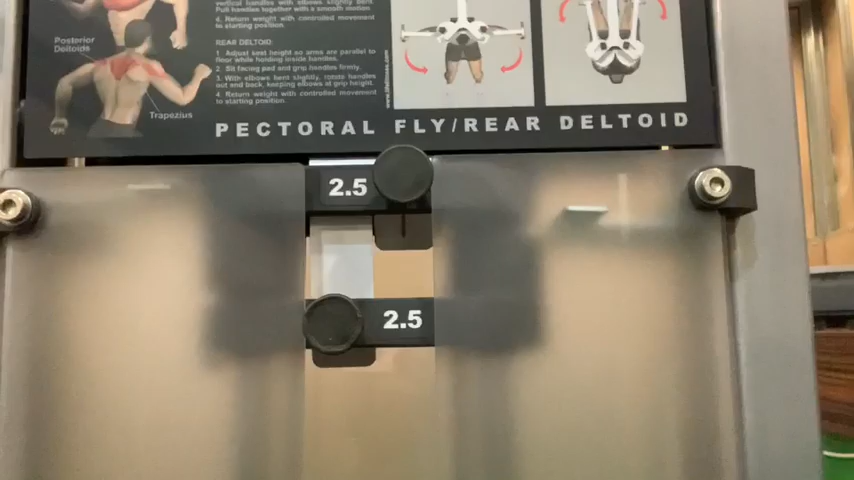 vertical handles with elbows slightly bent.
Pull handles together with a smooth motion.
4. Return weight with controlled movement
to starting position.
Posterior
Deltoids
REAR DELTOID:
1. Adjust seat height so arms are parallel to
floor while holding inside handles.
2. Sit facing pad and grip handles firmly.
3. With elbows bent slightly, rotate handles
out and back, keeping elbows at grip height.
4. Return weight with controlled movement
to starting position.
Trapezius
PECTORAL FLY/REAR DELTOID
2.5
2.5